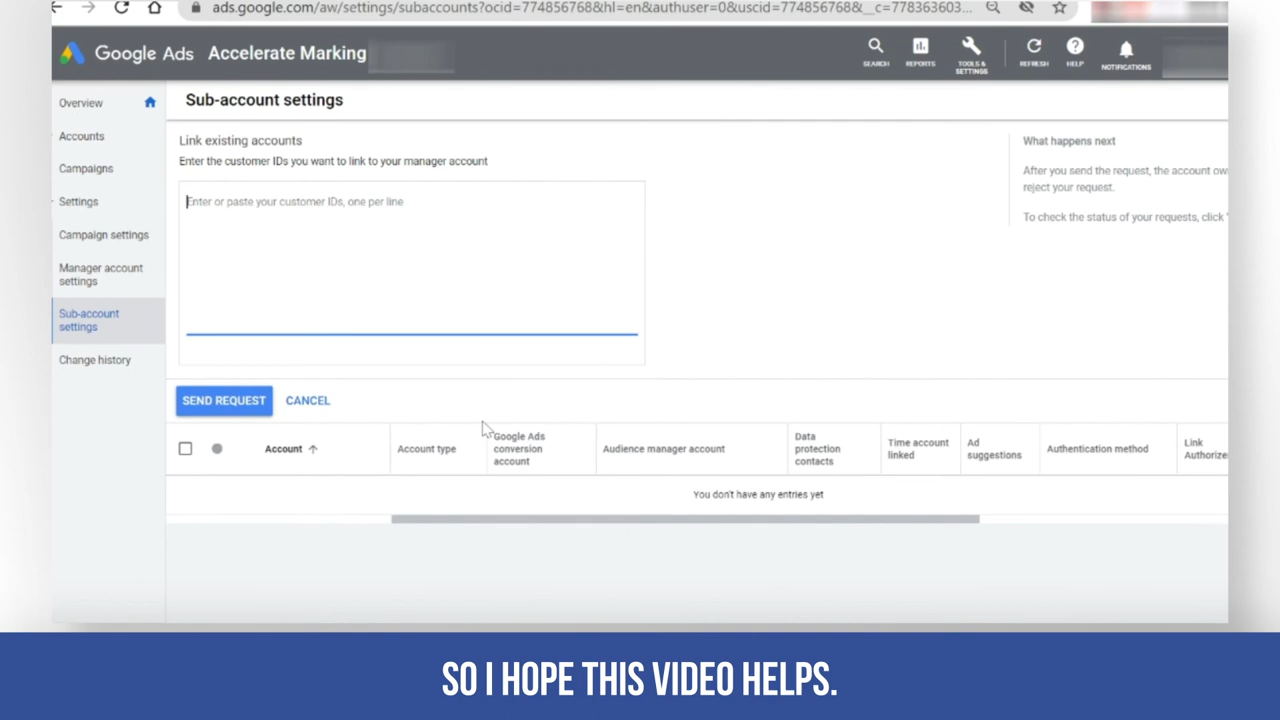 ads.google.com/aw/settings/subaccounts?ocid=774856768&hl=en&authuser=0&uscid=774856768&__c=778363603...
Google Ads Accelerate Marking
SEARCH
REPORTS
TOOLS &
SETTINGS
REFRESH
HELP
NOTIFICATIONS
Overview
Accounts
Campaigns
Settings
Campaign settings
Manager account
settings
Sub-account
settings
Change history
Sub-account settings
Link existing accounts
Enter the customer IDs you want to link to your manager account
Enter or paste your customer IDs, one per line
What happens next
After you send the request, the account ow
reject your request.
To check the status of your requests, click
SEND REQUEST CANCEL
Account
Account type
Google Ads
conversion
account
Audience manager account
Data
protection
contacts
Time account
linked
Ad
suggestions
Authentication method
Link
Authorize
You don't have any entries yet
SO I HOPE THIS VIDEO HELPS.